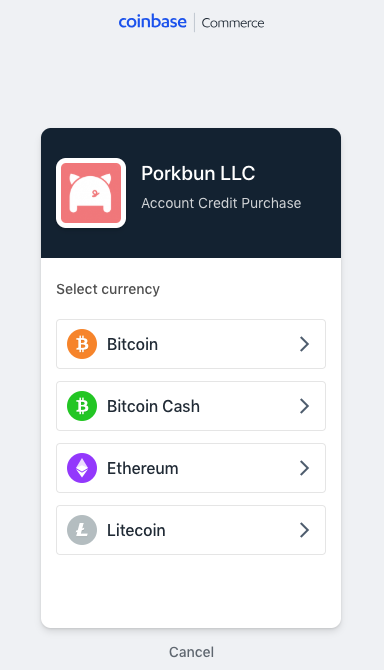 coinbase Commerce
Porkbun LLC
Account Credit Purchase
Select currency
Bitcoin
Bitcoin Cash
Ethereum
Litecoin
Cancel